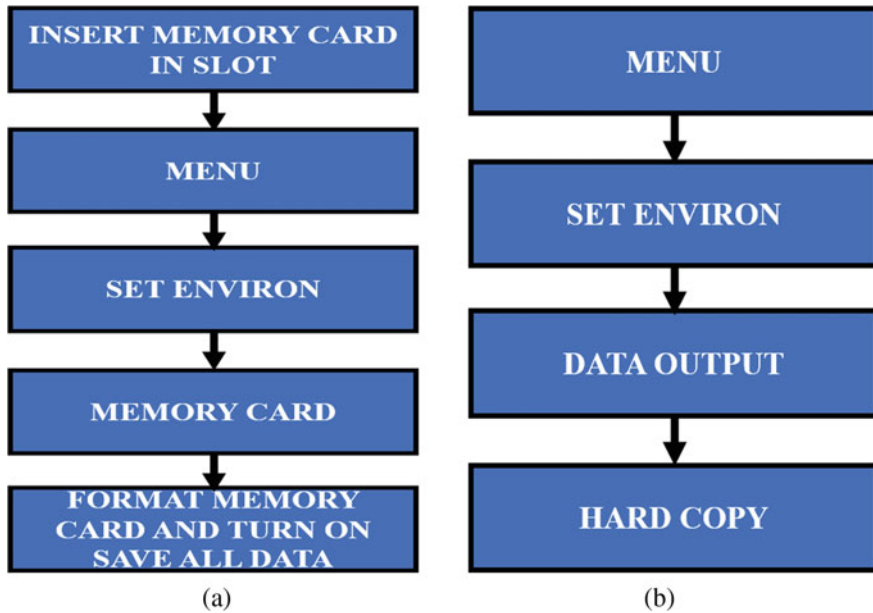 INSERT MEMORY CARD
IN SLOT
MENU
SET ENVIRON
MEMORY CARD
FORMAT MEMORY
CARD AND TURN ON
SAVE ALL DATA
(a)
MENU
SET ENVIRON
DATA OUTPUT
HARD COPY
(b)